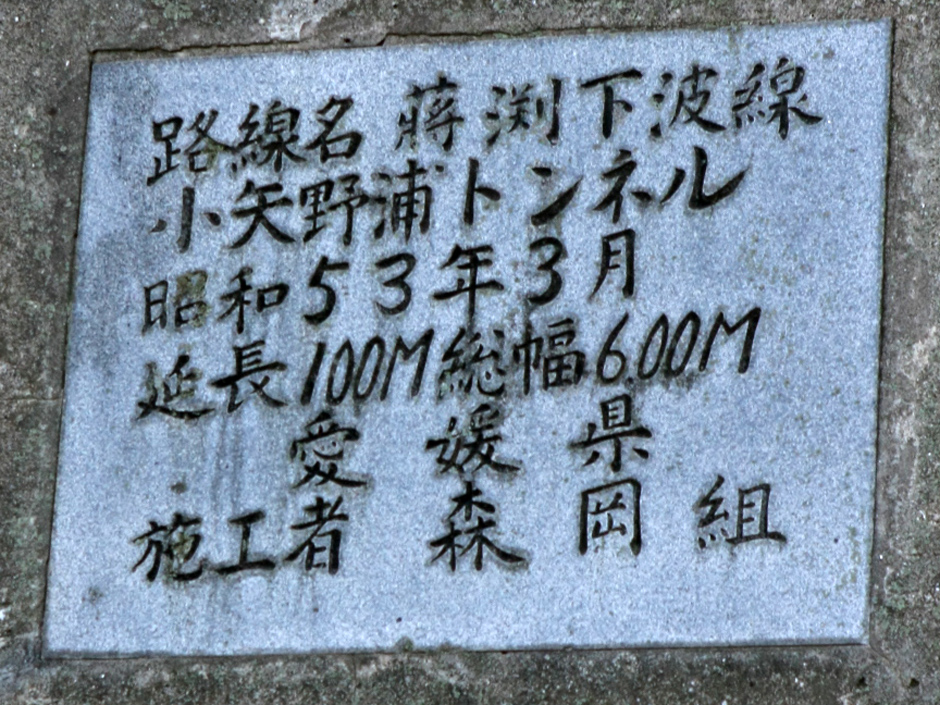 路線名 蒋渕下波線
小矢野浦トンネル
昭和53年3月
延長100M総幅6.00M
愛媛県
施工者 森岡組